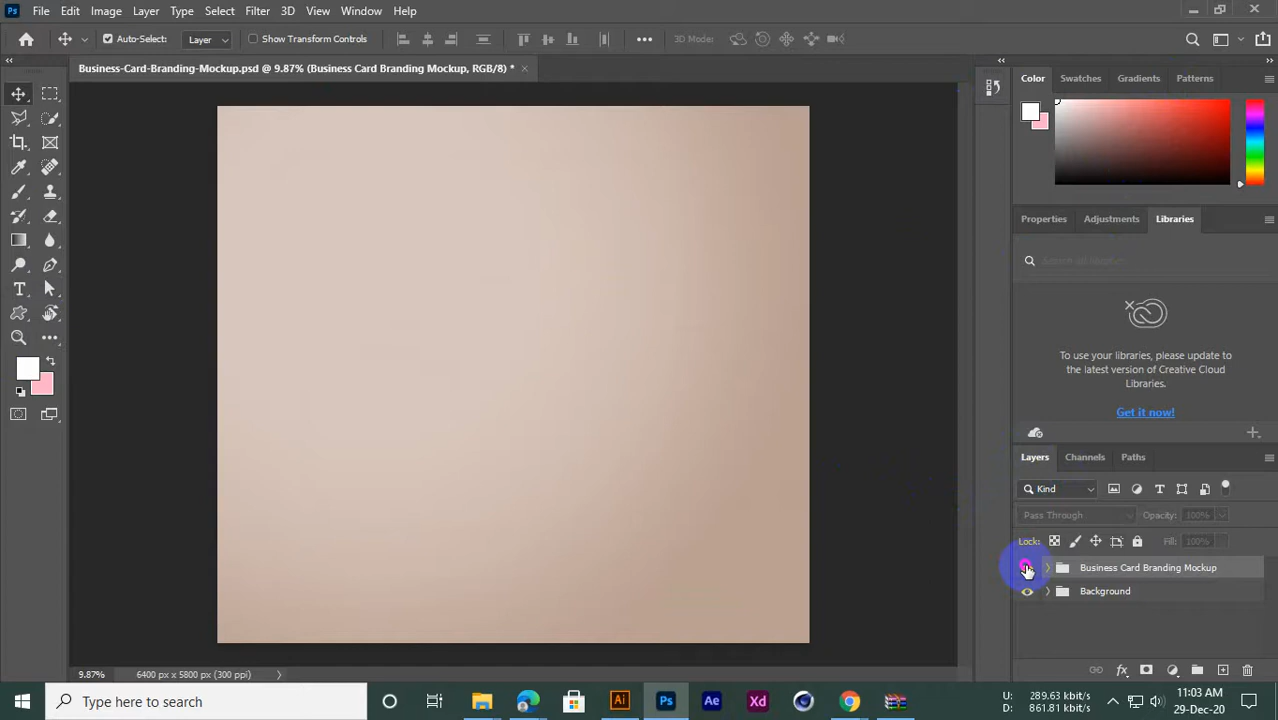 Ps File Edit Image Layer Type Select Filter 3D View Window Help
Auto-Select: Layer Show Transform Controls 3D Mode:
Business-Card-Branding-Mockup.psd @ 9.87% (Business Card Branding Mockup, RGB/8) *
Color Swatches Gradients Patterns
Properties Adjustments Libraries
To use your libraries, please update to
the latest version of Creative Cloud
Libraries.
Get it now!
Layers Channels Paths
Kind
Pass Through Opacity: 100%
Lock: Fill: 100%
Business Card Branding Mockup
Background
9.87% 6400 px x 5800 px (300 ppi)
Type here to search
Ai Ps Ae Xd
U: 289.63 kbit/s
D: 861.81 kbit/s
11:03 AM
29-Dec-20